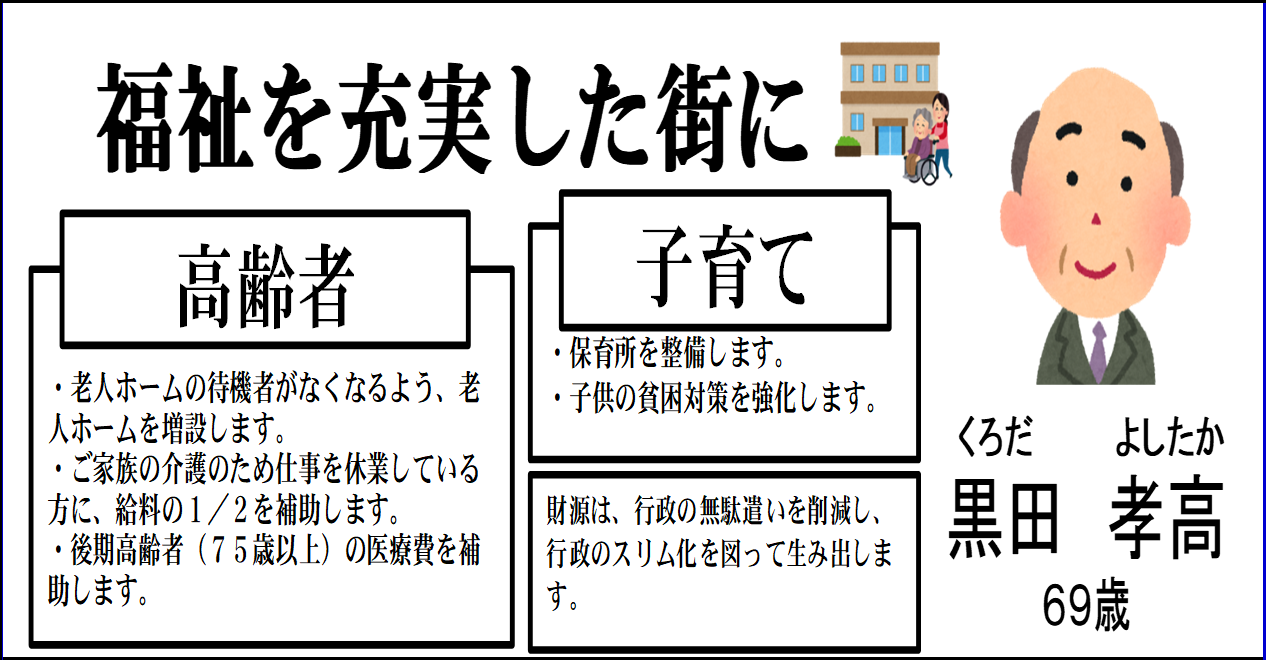 福祉を充実した街に
高齢者
・老人ホームの待機者がなくなるよう、老
人ホームを増設します。
・ご家族の介護のため仕事を休業している
方に、給料の１／２を補助します。
・後期高齢者（７５歳以上）の医療費を補
助します。
子育て
・保育所を整備します。
・子供の貧困対策を強化します。
財源は、行政の無駄遣いを削減し、
行政のスリム化を図って生み出しま
す。
くろだ　よしたか
黒田　孝高
69歳